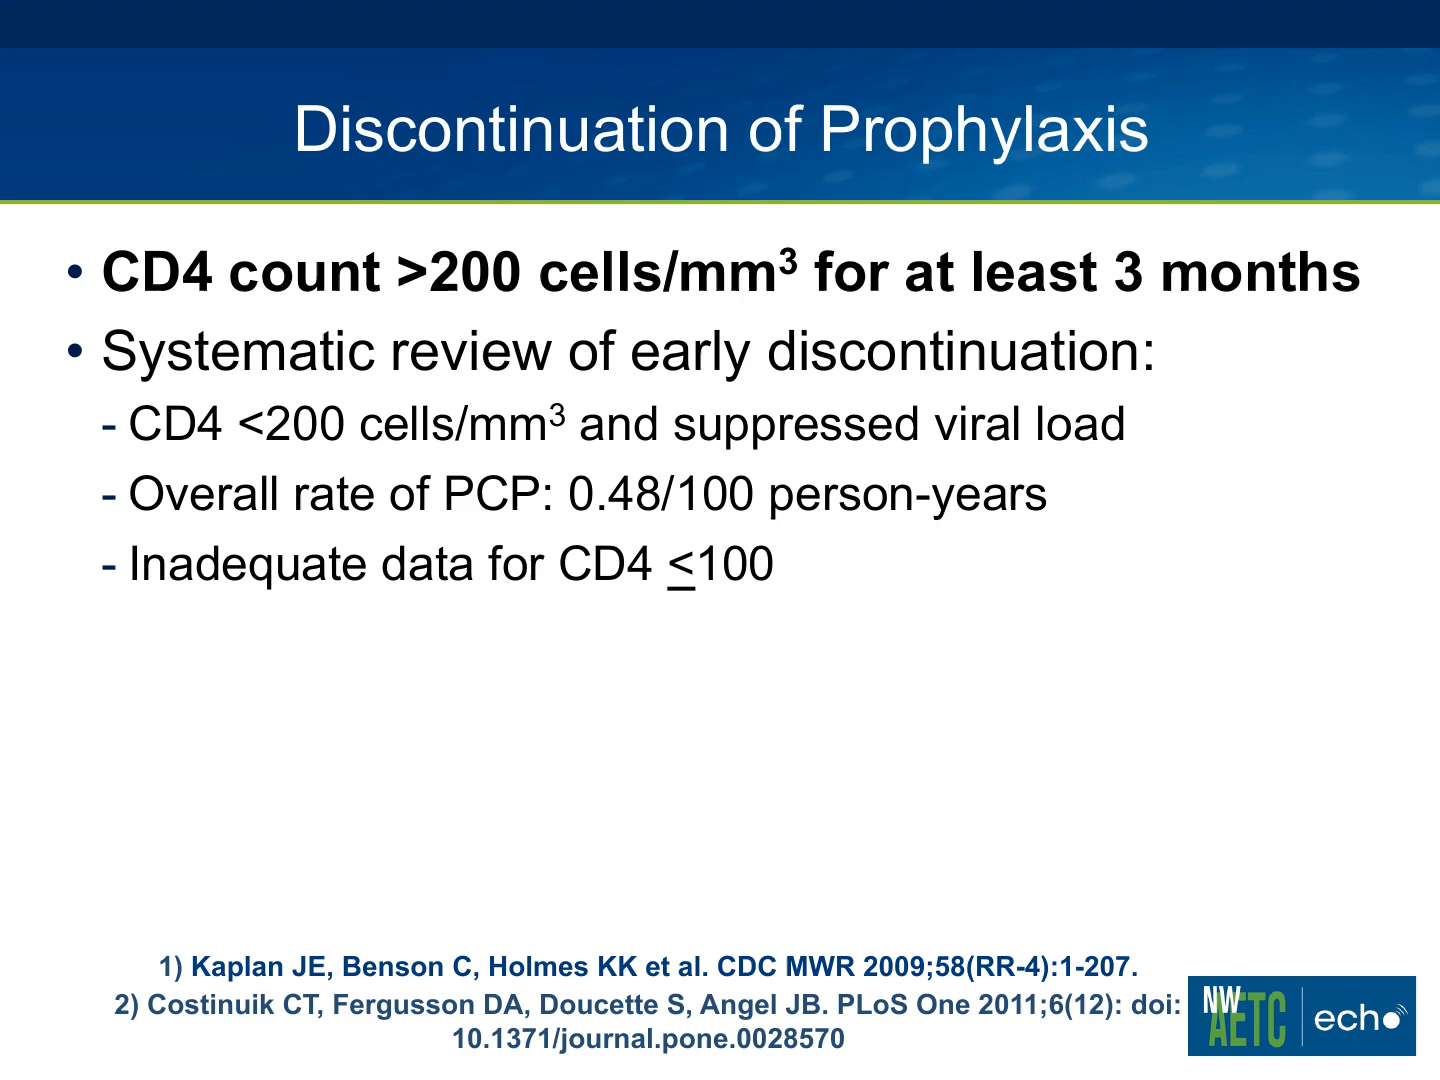 Discontinuation of Prophylaxis
• CD4 count >200 cells/mm³ for at least 3 months
• Systematic review of early discontinuation:
- CD4 <200 cells/mm³ and suppressed viral load
- Overall rate of PCP: 0.48/100 person-years
- Inadequate data for CD4 ≤100
1) Kaplan JE, Benson C, Holmes KK et al. CDC MWR 2009;58(RR-4):1-207.
2) Costinuik CT, Fergusson DA, Doucette S, Angel JB. PLoS One 2011;6(12): doi:
10.1371/journal.pone.0028570
NW
AETC echo